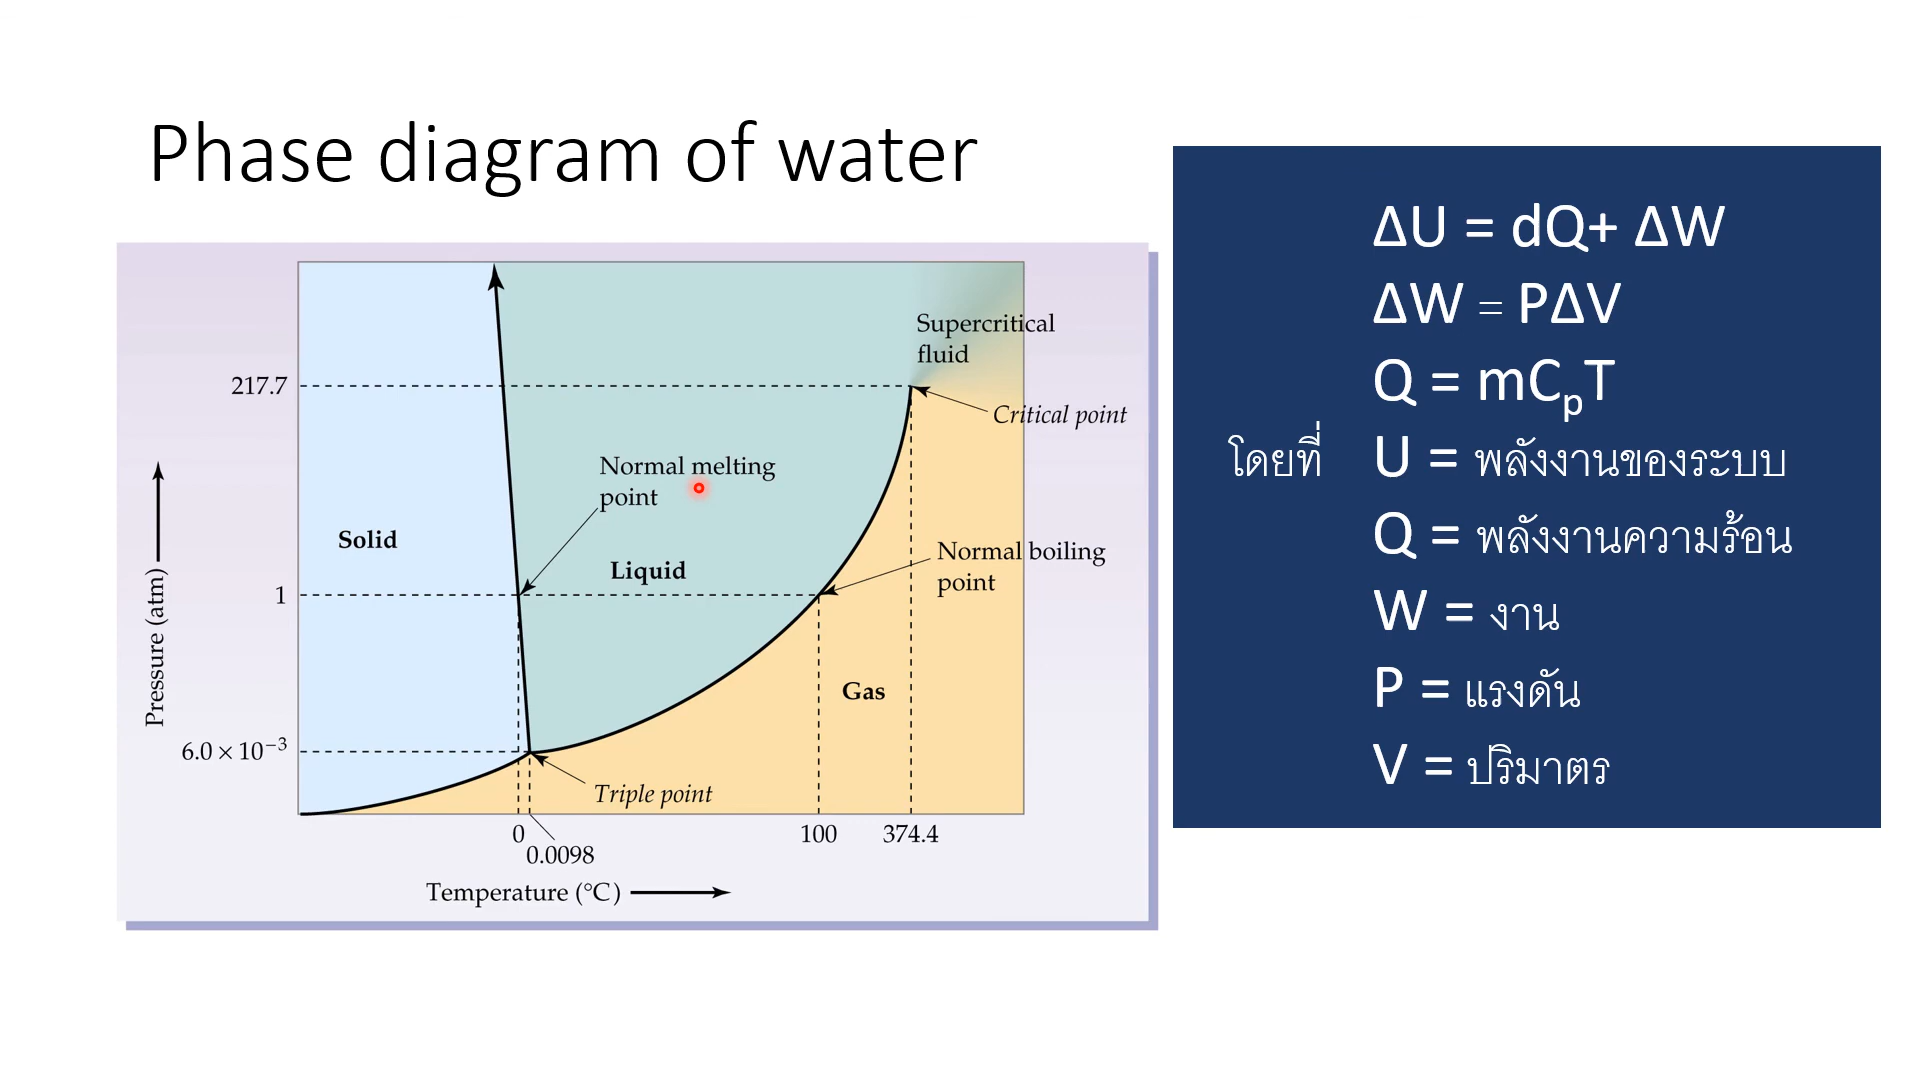 Phase diagram of water
217.7
1
6.0 × 10⁻³
Pressure (atm)
Solid
Liquid
Gas
Supercritical
fluid
Critical point
Normal melting
point
Normal boiling
point
Triple point
0
0.0098
100
374.4
Temperature (°C)
ΔU = dQ+ ΔW
ΔW = PΔV
Q = mCₚT
โดยที่ U = พลังงานของระบบ
Q = พลังงานความร้อน
W = งาน
P = แรงดัน
V = ปริมาตร